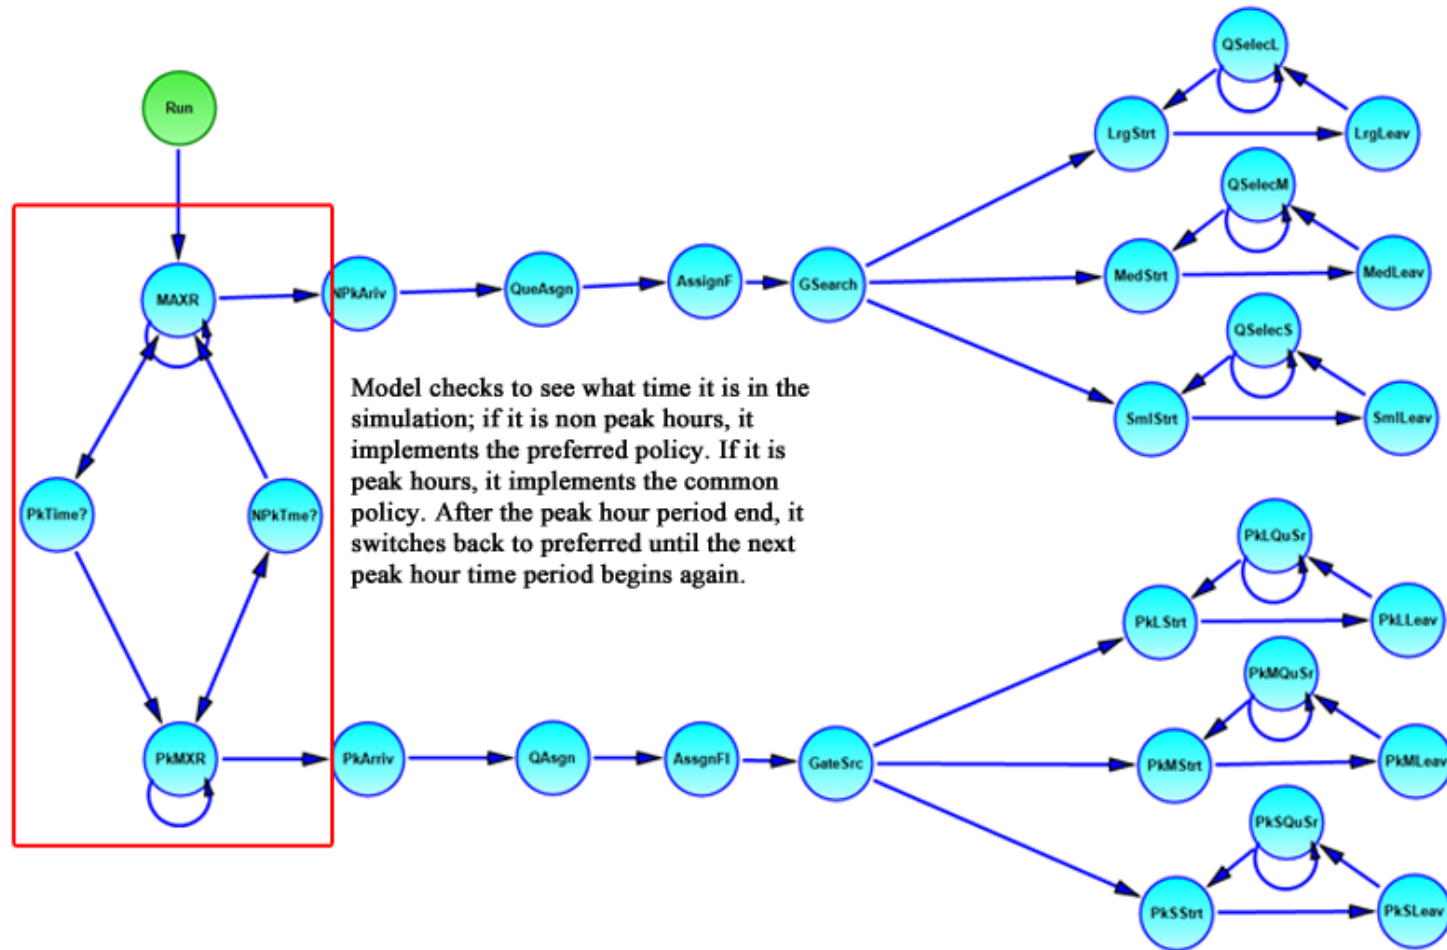 QSelecL
Run
LrgStrt
LrgLeav
QSelecM
MAXR
NPkAriv
QueAsgn
AssignF
GSearch
MedStrt
MedLeav
QSelecS
SmlStrt
SmlLeav
Model checks to see what time it is in the
simulation; if it is non peak hours, it
implements the preferred policy. If it is
peak hours, it implements the common
policy. After the peak hour period end, it
switches back to preferred until the next
peak hour time period begins again.
PkTime?
NPkTme?
PkLQuSr
PkLStrt
PkLLeav
PkMQuSr
PkMXR
PkArriv
QAsgn
AssgnFl
GateSrc
PkMStrt
PkMLeav
PkSQuSr
PkSStrt
PkSLeav